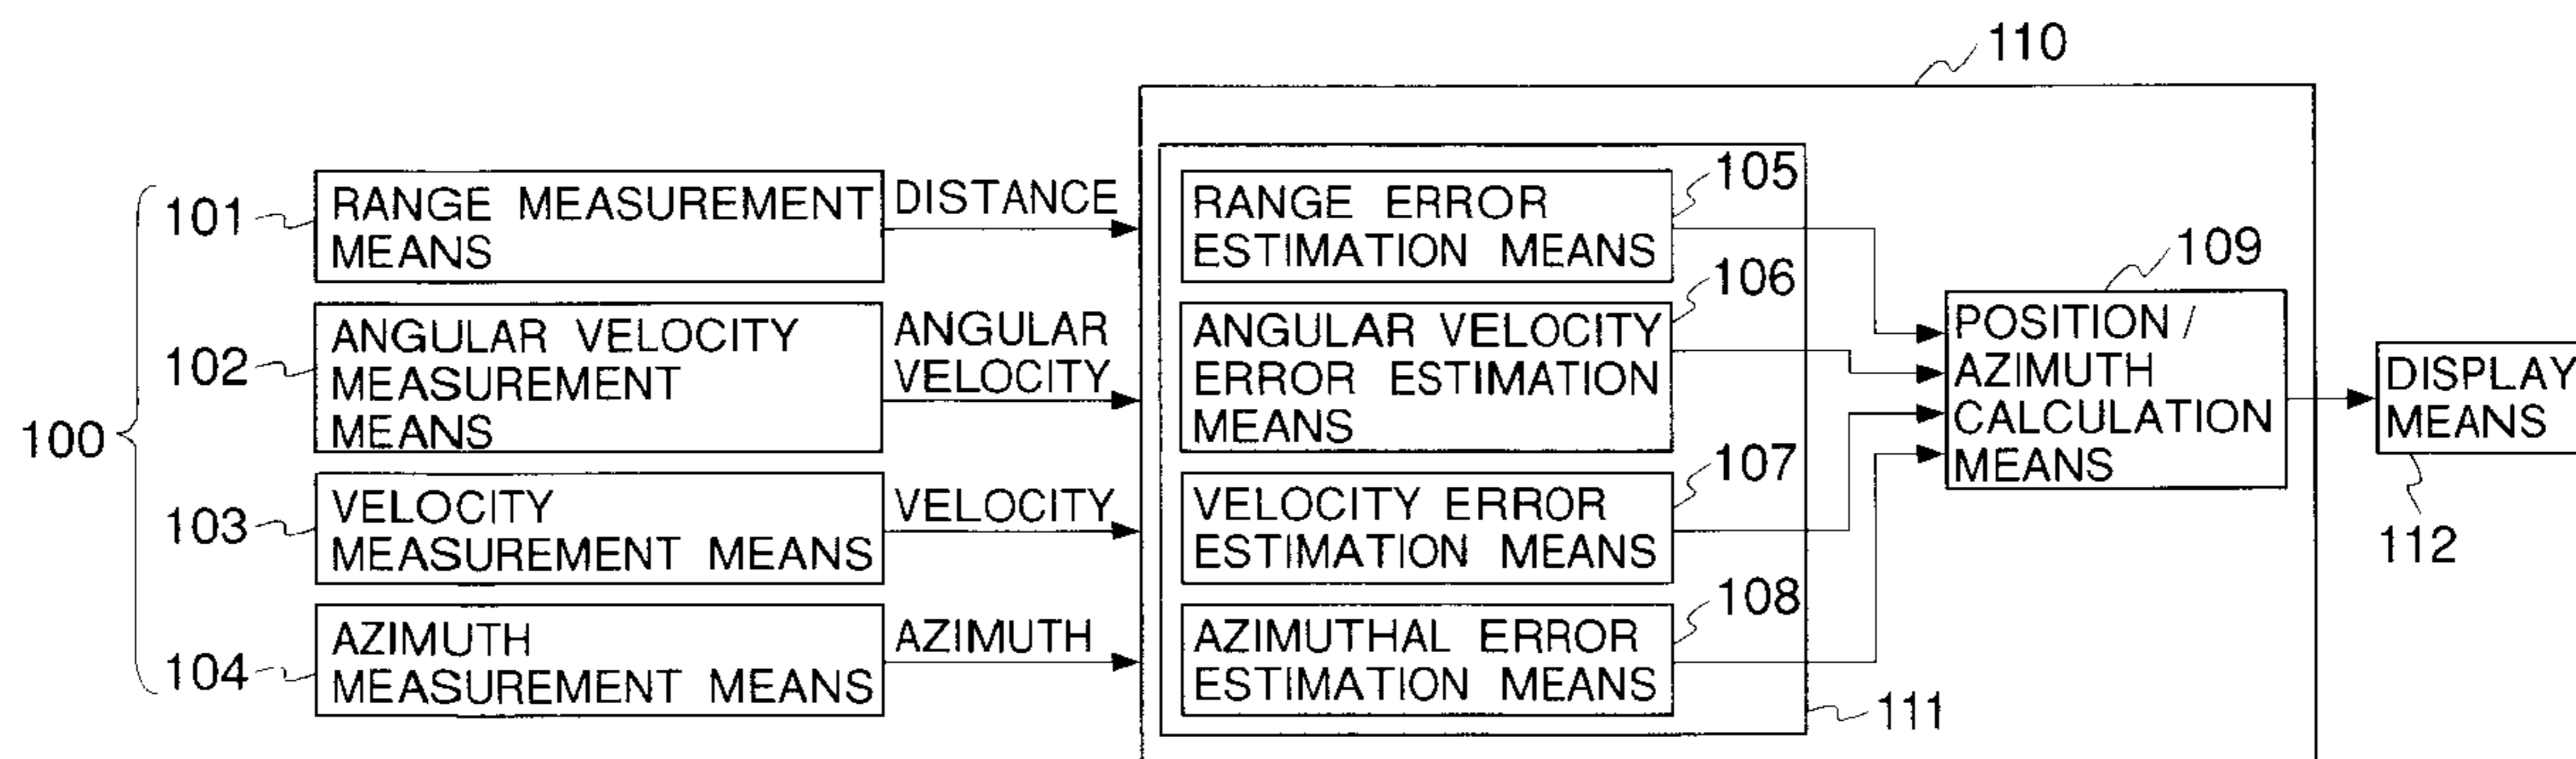 110
100
101
RANGE MEASUREMENT
MEANS
DISTANCE
102
ANGULAR VELOCITY
MEASUREMENT
MEANS
ANGULAR
VELOCITY
103
VELOCITY
MEASUREMENT MEANS
VELOCITY
104
AZIMUTH
MEASUREMENT MEANS
AZIMUTH
105
RANGE ERROR
ESTIMATION MEANS
106
ANGULAR VELOCITY
ERROR ESTIMATION
MEANS
107
VELOCITY ERROR
ESTIMATION MEANS
108
AZIMUTHAL ERROR
ESTIMATION MEANS
111
109
POSITION /
AZIMUTH
CALCULATION
MEANS
DISPLAY
MEANS
112